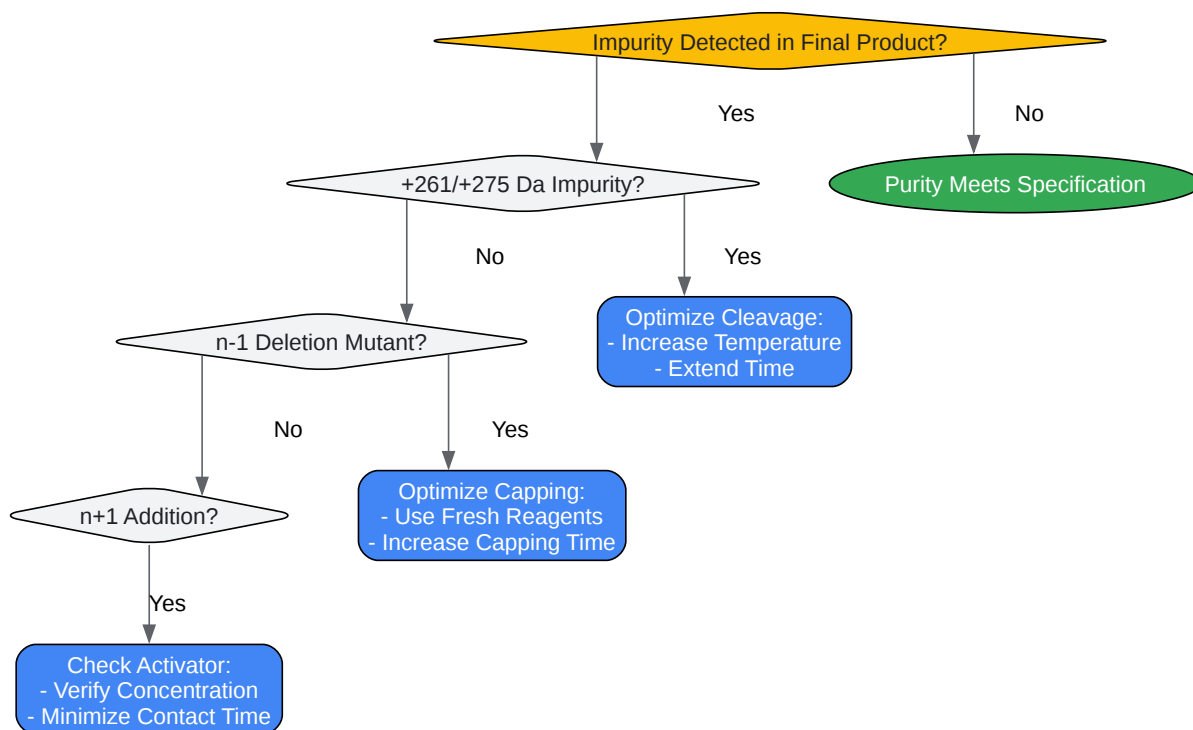 Impurity Detected in Final Product?
Yes
No
+261/+275 Da Impurity?
Purity Meets Specification
No
Yes
Optimize Cleavage:
- Increase Temperature
- Extend Time
n-1 Deletion Mutant?
No
Yes
Optimize Capping:
- Use Fresh Reagents
- Increase Capping Time
n+1 Addition?
Yes
Check Activator:
- Verify Concentration
- Minimize Contact Time